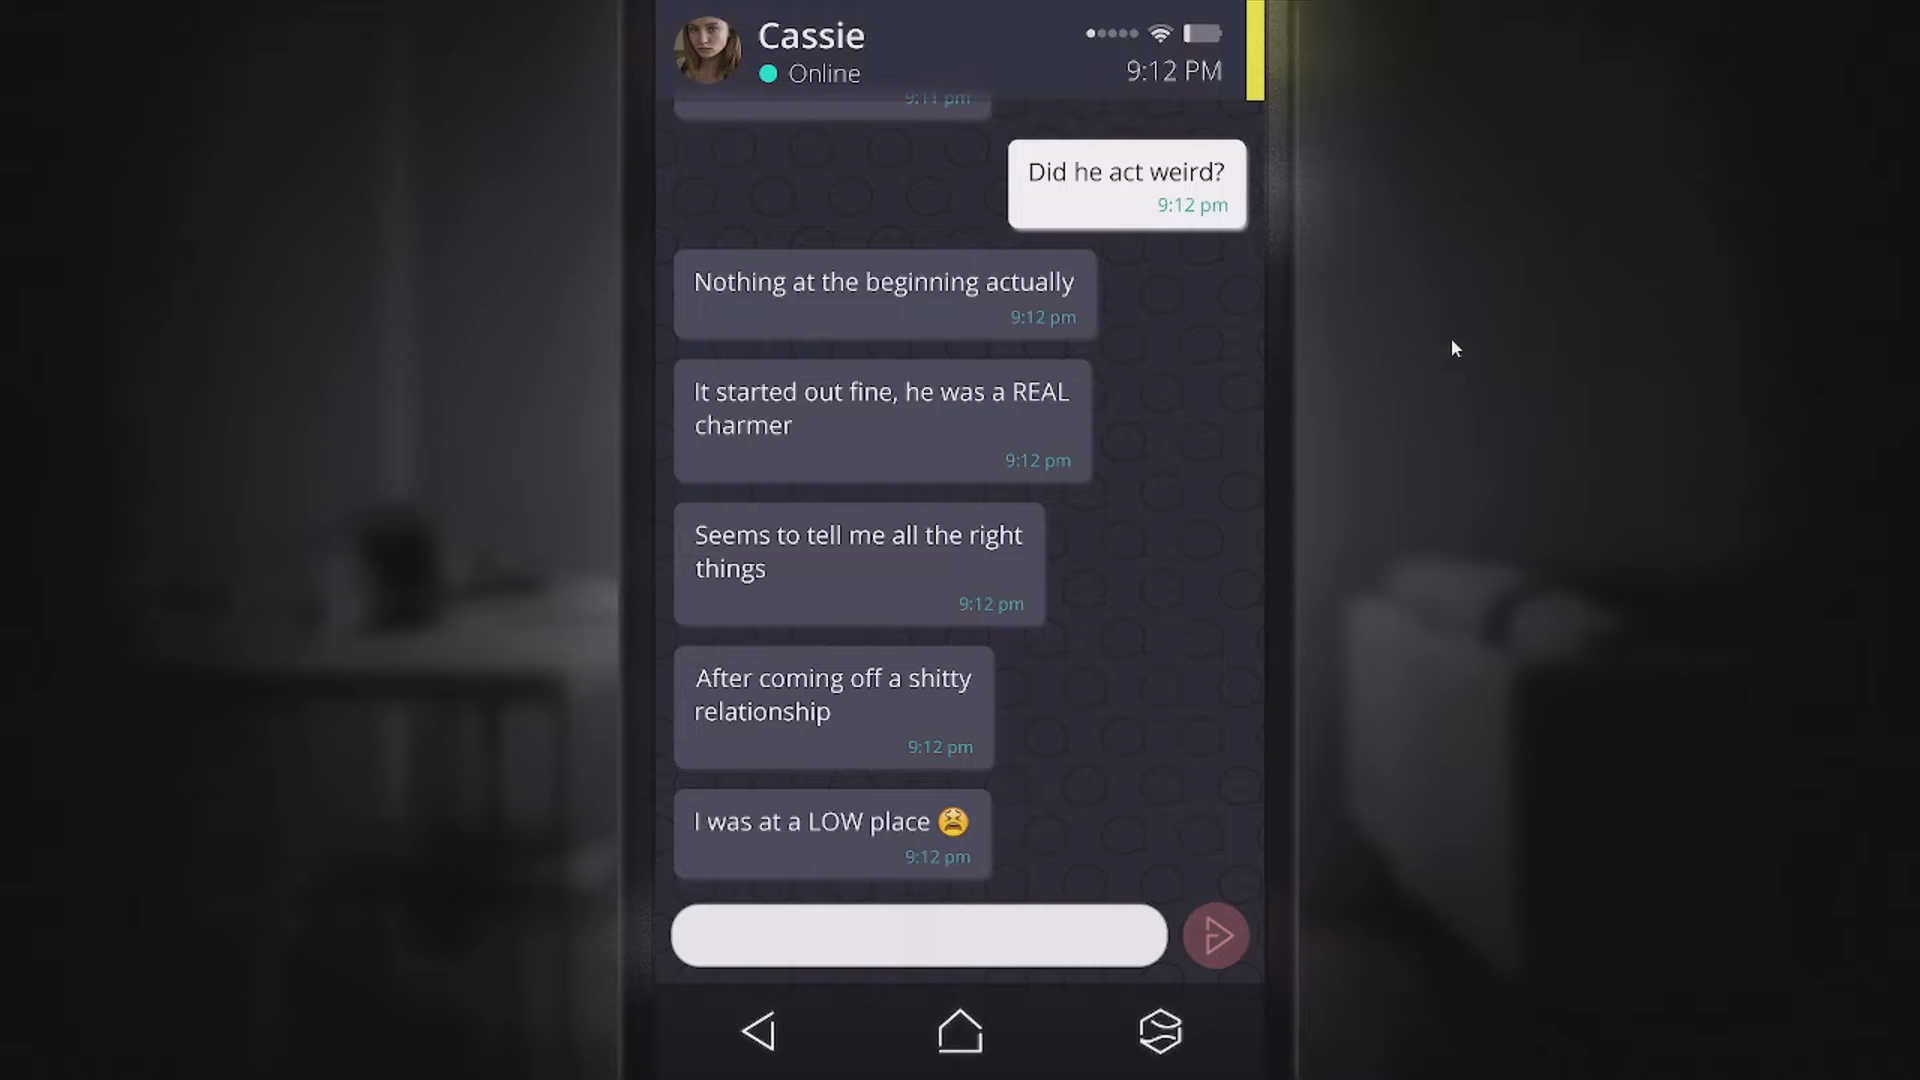 Cassie
Online
9:12 PM
9:11 pm
Did he act weird?
9:12 pm
Nothing at the beginning actually
9:12 pm
It started out fine, he was a REAL
charmer
9:12 pm
Seems to tell me all the right
things
9:12 pm
After coming off a shitty
relationship
9:12 pm
I was at a LOW place 😫
9:12 pm